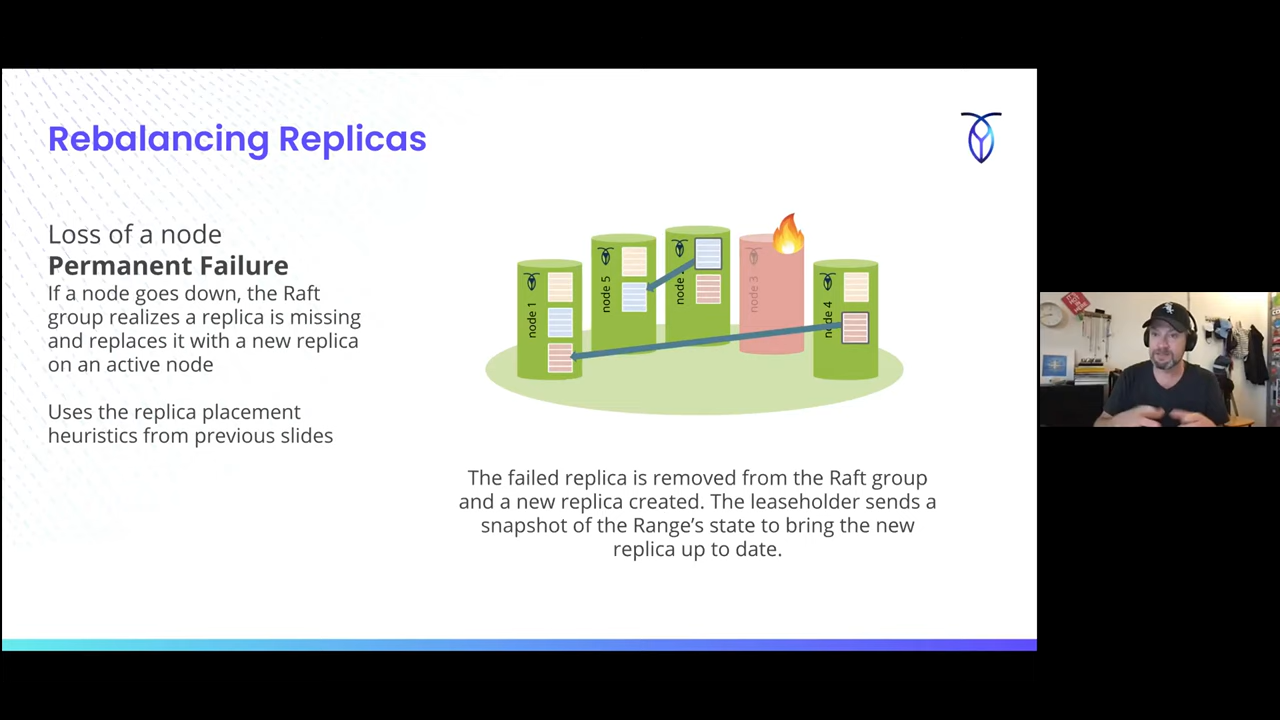 Rebalancing Replicas
Loss of a node
Permanent Failure
If a node goes down, the Raft
group realizes a replica is missing
and replaces it with a new replica
on an active node
Uses the replica placement
heuristics from previous slides
node 1
node 5
node
node 3
node 4
The failed replica is removed from the Raft group
and a new replica created. The leaseholder sends a
snapshot of the Range’s state to bring the new
replica up to date.